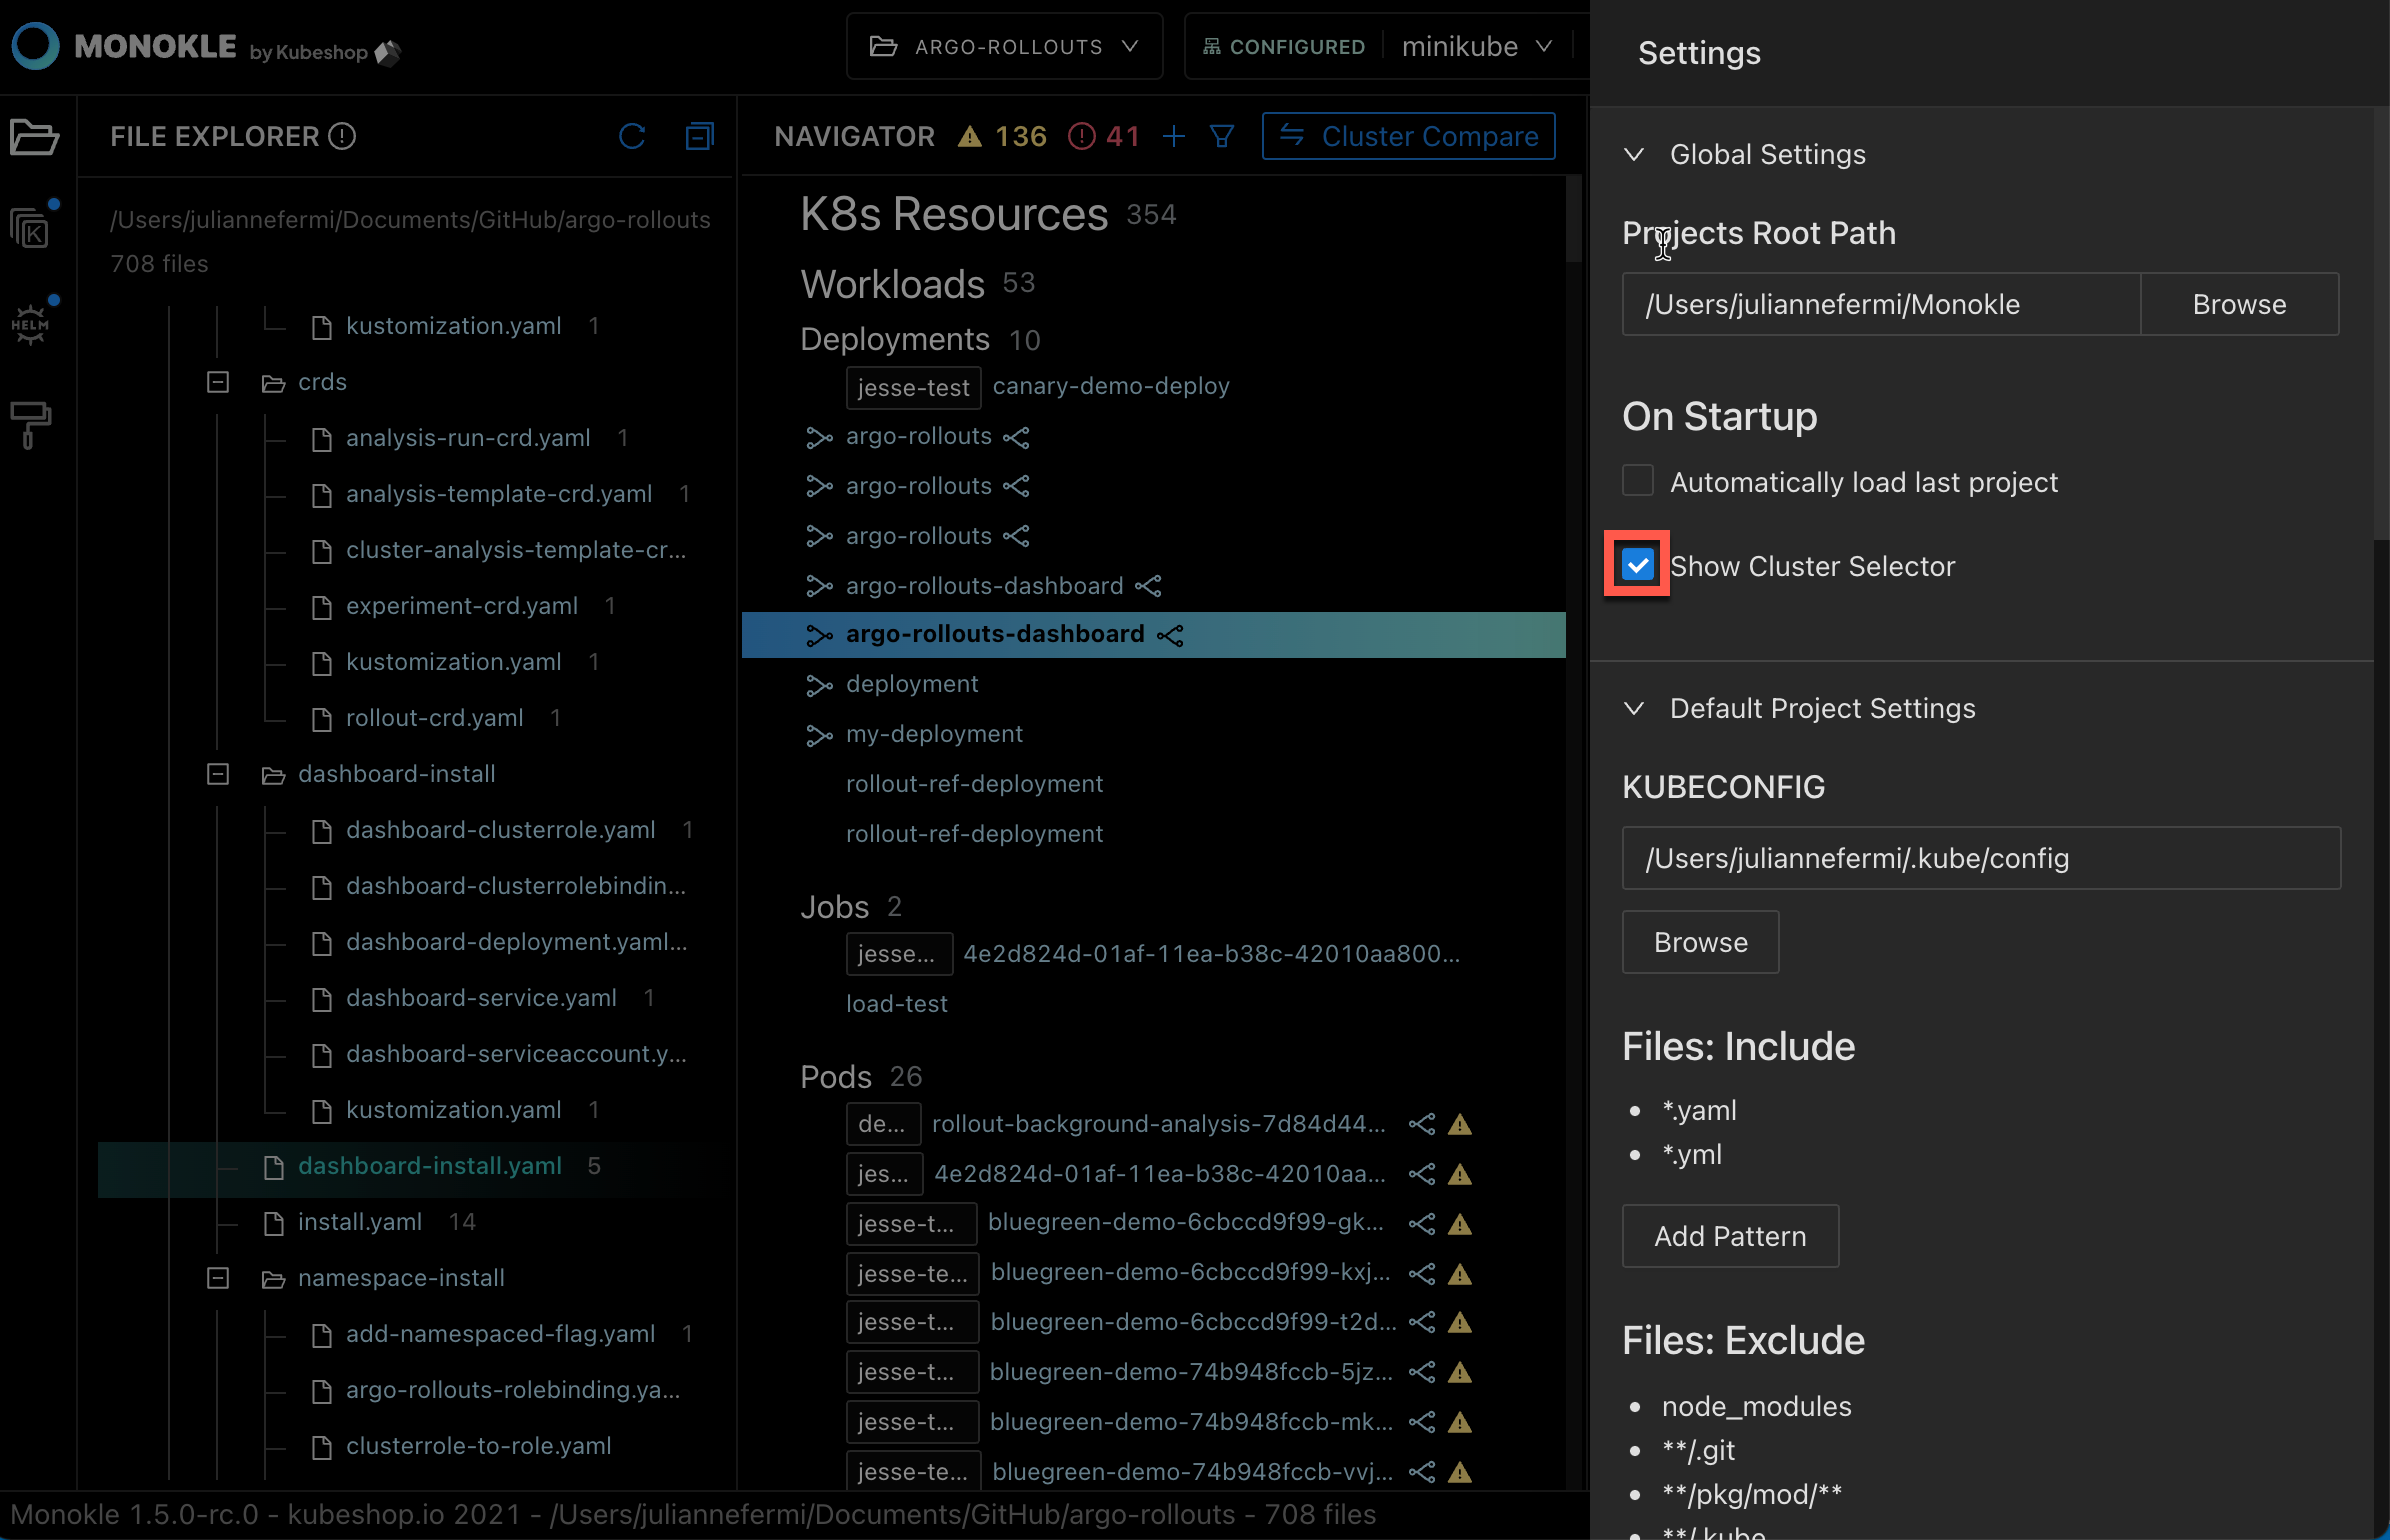 MONOKLE by Kubeshop
ARGO-ROLLOUTS
CONFIGURED minikube
FILE EXPLORER
/Users/juliannefermi/Documents/GitHub/argo-rollouts
708 files
kustomization.yaml 1
crds
analysis-run-crd.yaml 1
analysis-template-crd.yaml 1
cluster-analysis-template-cr...
experiment-crd.yaml 1
kustomization.yaml 1
rollout-crd.yaml 1
dashboard-install
dashboard-clusterrole.yaml 1
dashboard-clusterrolebindin...
dashboard-deployment.yaml...
dashboard-service.yaml 1
dashboard-serviceaccount.y...
kustomization.yaml 1
dashboard-install.yaml 5
install.yaml 14
namespace-install
add-namespaced-flag.yaml 1
argo-rollouts-rolebinding.ya...
clusterrole-to-role.yaml
K
HELM
NAVIGATOR 136 41 Cluster Compare
K8s Resources 354
Workloads 53
Deployments 10
jesse-test canary-demo-deploy
argo-rollouts
argo-rollouts
argo-rollouts
argo-rollouts-dashboard
argo-rollouts-dashboard
deployment
my-deployment
rollout-ref-deployment
rollout-ref-deployment
Jobs 2
jesse... 4e2d824d-01af-11ea-b38c-42010aa800...
load-test
Pods 26
de... rollout-background-analysis-7d84d44...
jes... 4e2d824d-01af-11ea-b38c-42010aa...
jesse-t... bluegreen-demo-6cbccd9f99-gk...
jesse-te... bluegreen-demo-6cbccd9f99-kxj...
jesse-t... bluegreen-demo-6cbccd9f99-t2d...
jesse-t... bluegreen-demo-74b948fccb-5jz...
jesse-t... bluegreen-demo-74b948fccb-mk...
jesse-te... bluegreen-demo-74b948fccb-vvj...
Settings
Global Settings
Projects Root Path
/Users/juliannefermi/Monokle Browse
On Startup
Automatically load last project
Show Cluster Selector
Default Project Settings
KUBECONFIG
/Users/juliannefermi/.kube/config
Browse
Files: Include
*.yaml
*.yml
Add Pattern
Files: Exclude
node_modules
**/.git
**/pkg/mod/**
**/.kube
Monokle 1.5.0-rc.0 - kubeshop.io 2021 - /Users/juliannefermi/Documents/GitHub/argo-rollouts - 708 files